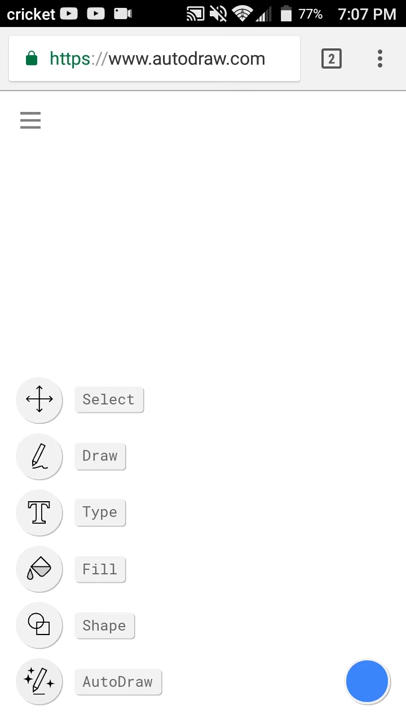 cricket 77% 7:07 PM
https://www.autodraw.com 2
Select
Draw
Type
Fill
Shape
AutoDraw